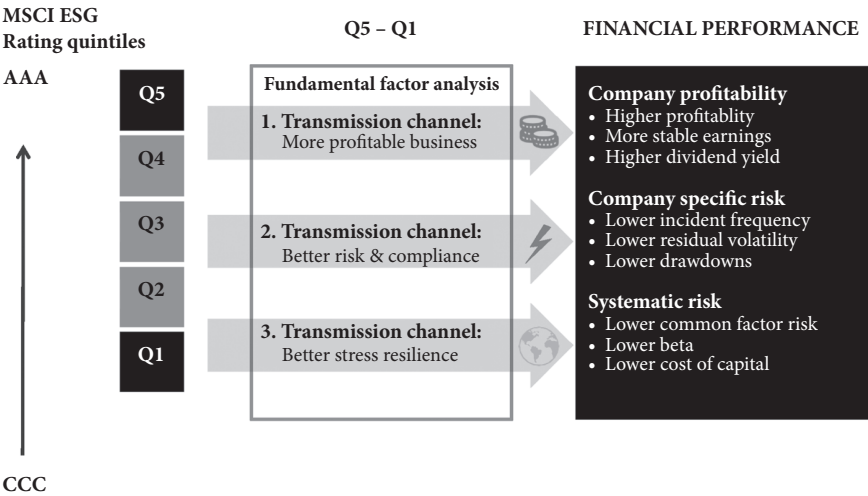 MSCI ESG
Rating quintiles
AAA
Q5
Q4
Q3
Q2
Q1
CCC
Q5 – Q1
Fundamental factor analysis
1. Transmission channel:
More profitable business
2. Transmission channel:
Better risk & compliance
3. Transmission channel:
Better stress resilience
FINANCIAL PERFORMANCE
Company profitability
• Higher profitablity
• More stable earnings
• Higher dividend yield
Company specific risk
• Lower incident frequency
• Lower residual volatility
• Lower drawdowns
Systematic risk
• Lower common factor risk
• Lower beta
• Lower cost of capital